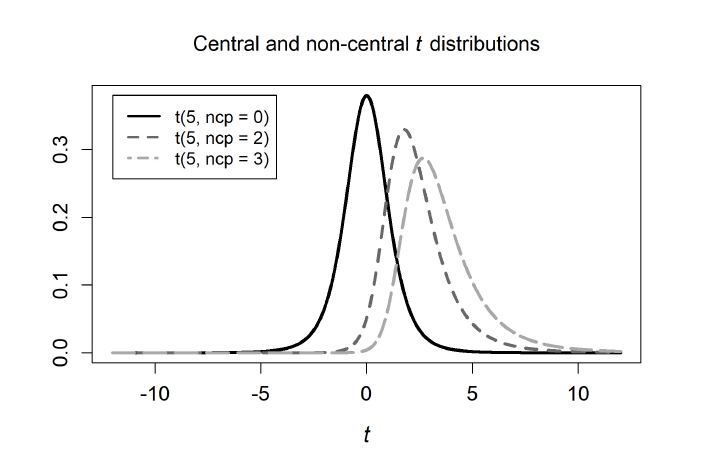 Central and non-central t distributions
t(5, ncp = 0)
t(5, ncp = 2)
t(5, ncp = 3)
0.3
0.2
0.1
0.0
-10 -5 0 5 10
t